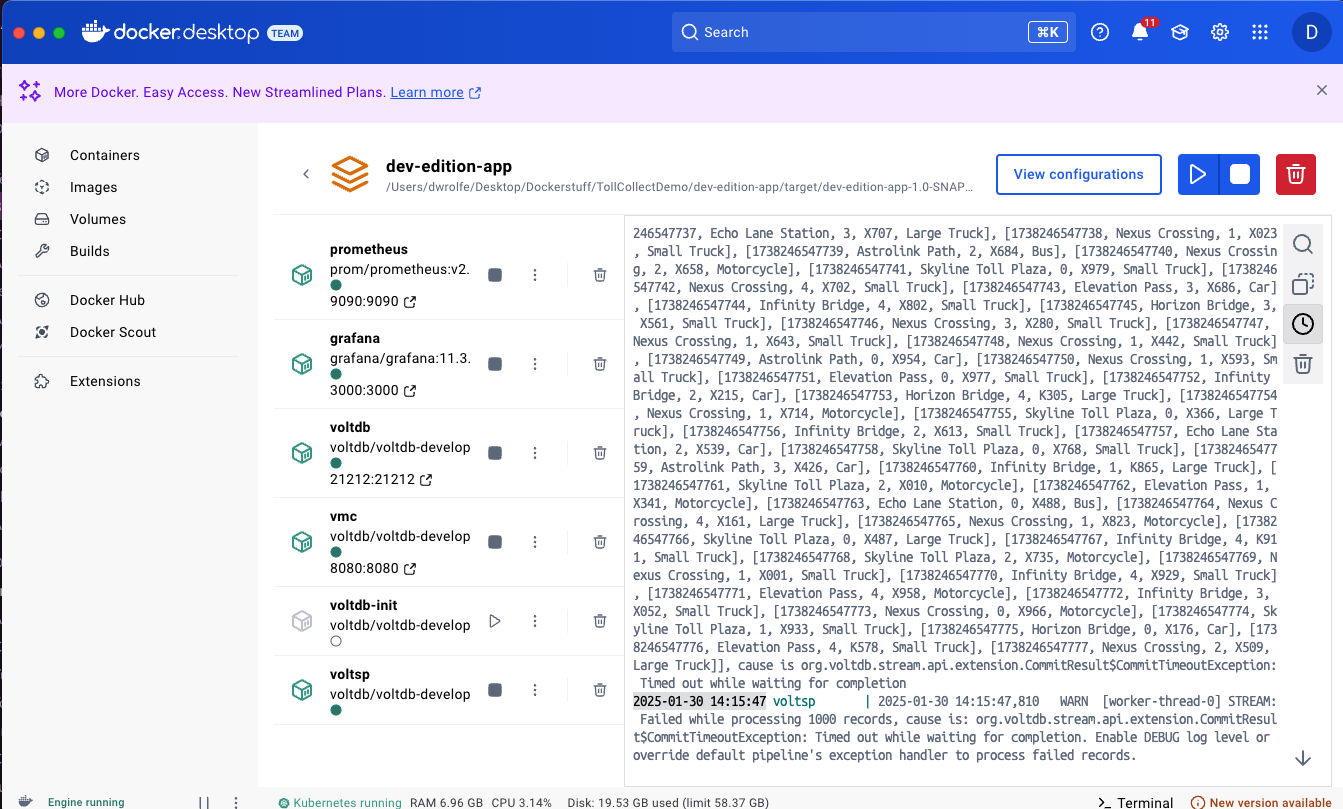 docker desktop TEAM
Search
⌘K
11
D
More Docker. Easy Access. New Streamlined Plans. Learn more
Containers
Images
Volumes
Builds
Docker Hub
Docker Scout
Extensions
dev-edition-app
/Users/dwrolfe/Desktop/Dockerstuff/TollCollectDemo/dev-edition-app/target/dev-edition-app-1.0-SNAP...
View configurations
prometheus
prom/prometheus:v2.
9090:9090
grafana
grafana/grafana:11.3.
3000:3000
voltdb
voltdb/voltdb-develop
21212:21212
vmc
voltdb/voltdb-develop
8080:8080
voltdb-init
voltdb/voltdb-develop
voltsp
voltdb/voltdb-develop
246547737, Echo Lane Station, 3, X707, Large Truck], [1738246547738, Nexus Crossing, 1, X023
, Small Truck], [1738246547739, Astrolink Path, 2, X684, Bus], [1738246547740, Nexus Crossin
g, 2, X658, Motorcycle], [1738246547741, Skyline Toll Plaza, 0, X979, Small Truck], [1738246
547742, Nexus Crossing, 4, X702, Small Truck], [1738246547743, Elevation Pass, 3, X686, Car]
, [1738246547744, Infinity Bridge, 4, X802, Small Truck], [1738246547745, Horizon Bridge, 3,
X561, Small Truck], [1738246547746, Nexus Crossing, 3, X280, Small Truck], [1738246547747,
Nexus Crossing, 1, X643, Small Truck], [1738246547748, Nexus Crossing, 1, X442, Small Truck]
, [1738246547749, Astrolink Path, 0, X954, Car], [1738246547750, Nexus Crossing, 1, X593, Sm
all Truck], [1738246547751, Elevation Pass, 0, X977, Small Truck], [1738246547752, Infinity
Bridge, 2, X215, Car], [1738246547753, Horizon Bridge, 4, K305, Large Truck], [1738246547754
, Nexus Crossing, 1, X714, Motorcycle], [1738246547755, Skyline Toll Plaza, 0, X366, Large T
ruck], [1738246547756, Infinity Bridge, 2, X613, Small Truck], [1738246547757, Echo Lane Sta
tion, 2, X539, Car], [1738246547758, Skyline Toll Plaza, 0, X768, Small Truck], [17382465477
59, Astrolink Path, 3, X426, Car], [1738246547760, Infinity Bridge, 1, K865, Large Truck], [
1738246547761, Skyline Toll Plaza, 2, X010, Motorcycle], [1738246547762, Elevation Pass, 1,
X341, Motorcycle], [1738246547763, Echo Lane Station, 0, X488, Bus], [1738246547764, Nexus C
rossing, 4, X161, Large Truck], [1738246547765, Nexus Crossing, 1, X823, Motorcycle], [17382
46547766, Skyline Toll Plaza, 0, X487, Large Truck], [1738246547767, Infinity Bridge, 4, K91
1, Small Truck], [1738246547768, Skyline Toll Plaza, 2, X735, Motorcycle], [1738246547769, N
exus Crossing, 1, X001, Small Truck], [1738246547770, Infinity Bridge, 4, X929, Small Truck]
, [1738246547771, Elevation Pass, 4, X958, Motorcycle], [1738246547772, Infinity Bridge, 3,
X052, Small Truck], [1738246547773, Nexus Crossing, 0, X966, Motorcycle], [1738246547774, Sk
yline Toll Plaza, 1, X933, Small Truck], [1738246547775, Horizon Bridge, 0, X176, Car], [173
8246547776, Elevation Pass, 4, K578, Small Truck], [1738246547777, Nexus Crossing, 2, X509,
Large Truck]], cause is org.voltdb.stream.api.extension.CommitResult$CommitTimeoutException:
Timed out while waiting for completion
2025-01-30 14:15:47 voltsp | 2025-01-30 14:15:47,810 WARN [worker-thread-0] STREAM:
Failed while processing 1000 records, cause is: org.voltdb.stream.api.extension.CommitResul
t$CommitTimeoutException: Timed out while waiting for completion. Enable DEBUG log level or
override default pipeline's exception handler to process failed records.
Engine running
Kubernetes running RAM 6.96 GB CPU 3.14% Disk: 19.53 GB used (limit 58.37 GB)
>_ Terminal
New version available